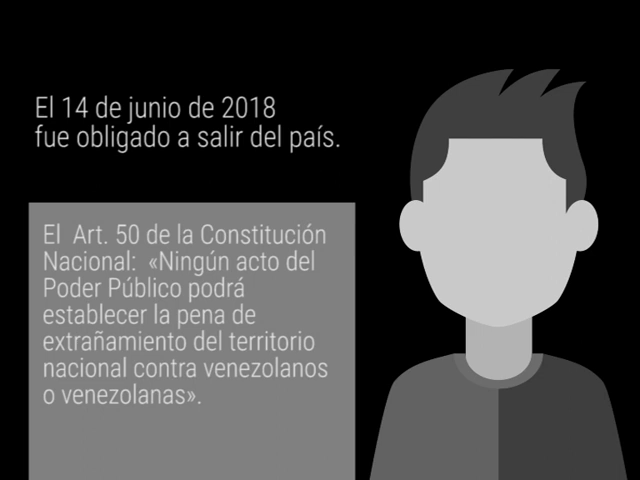 El 14 de junio de 2018
fue obligado a salir del país.
El Art. 50 de la Constitución
Nacional: «Ningún acto del
Poder Público podrá
establecer la pena de
extrañamiento del territorio
nacional contra venezolanos
o venezolanas».